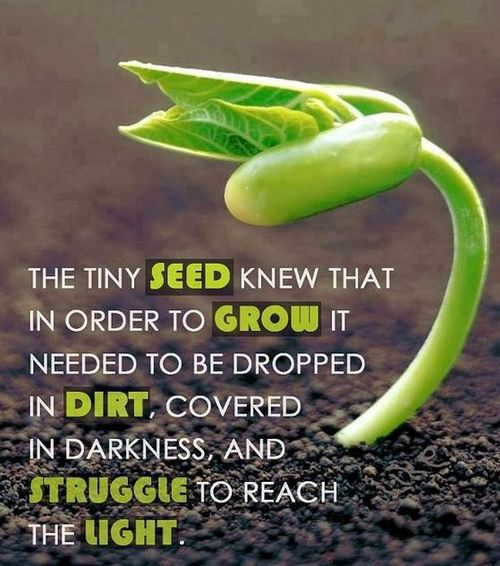 THE TINY SEED KNEW THAT
IN ORDER TO GROW IT
NEEDED TO BE DROPPED
IN DIRT, COVERED
IN DARKNESS, AND
STRUGGLE TO REACH
THE LIGHT.